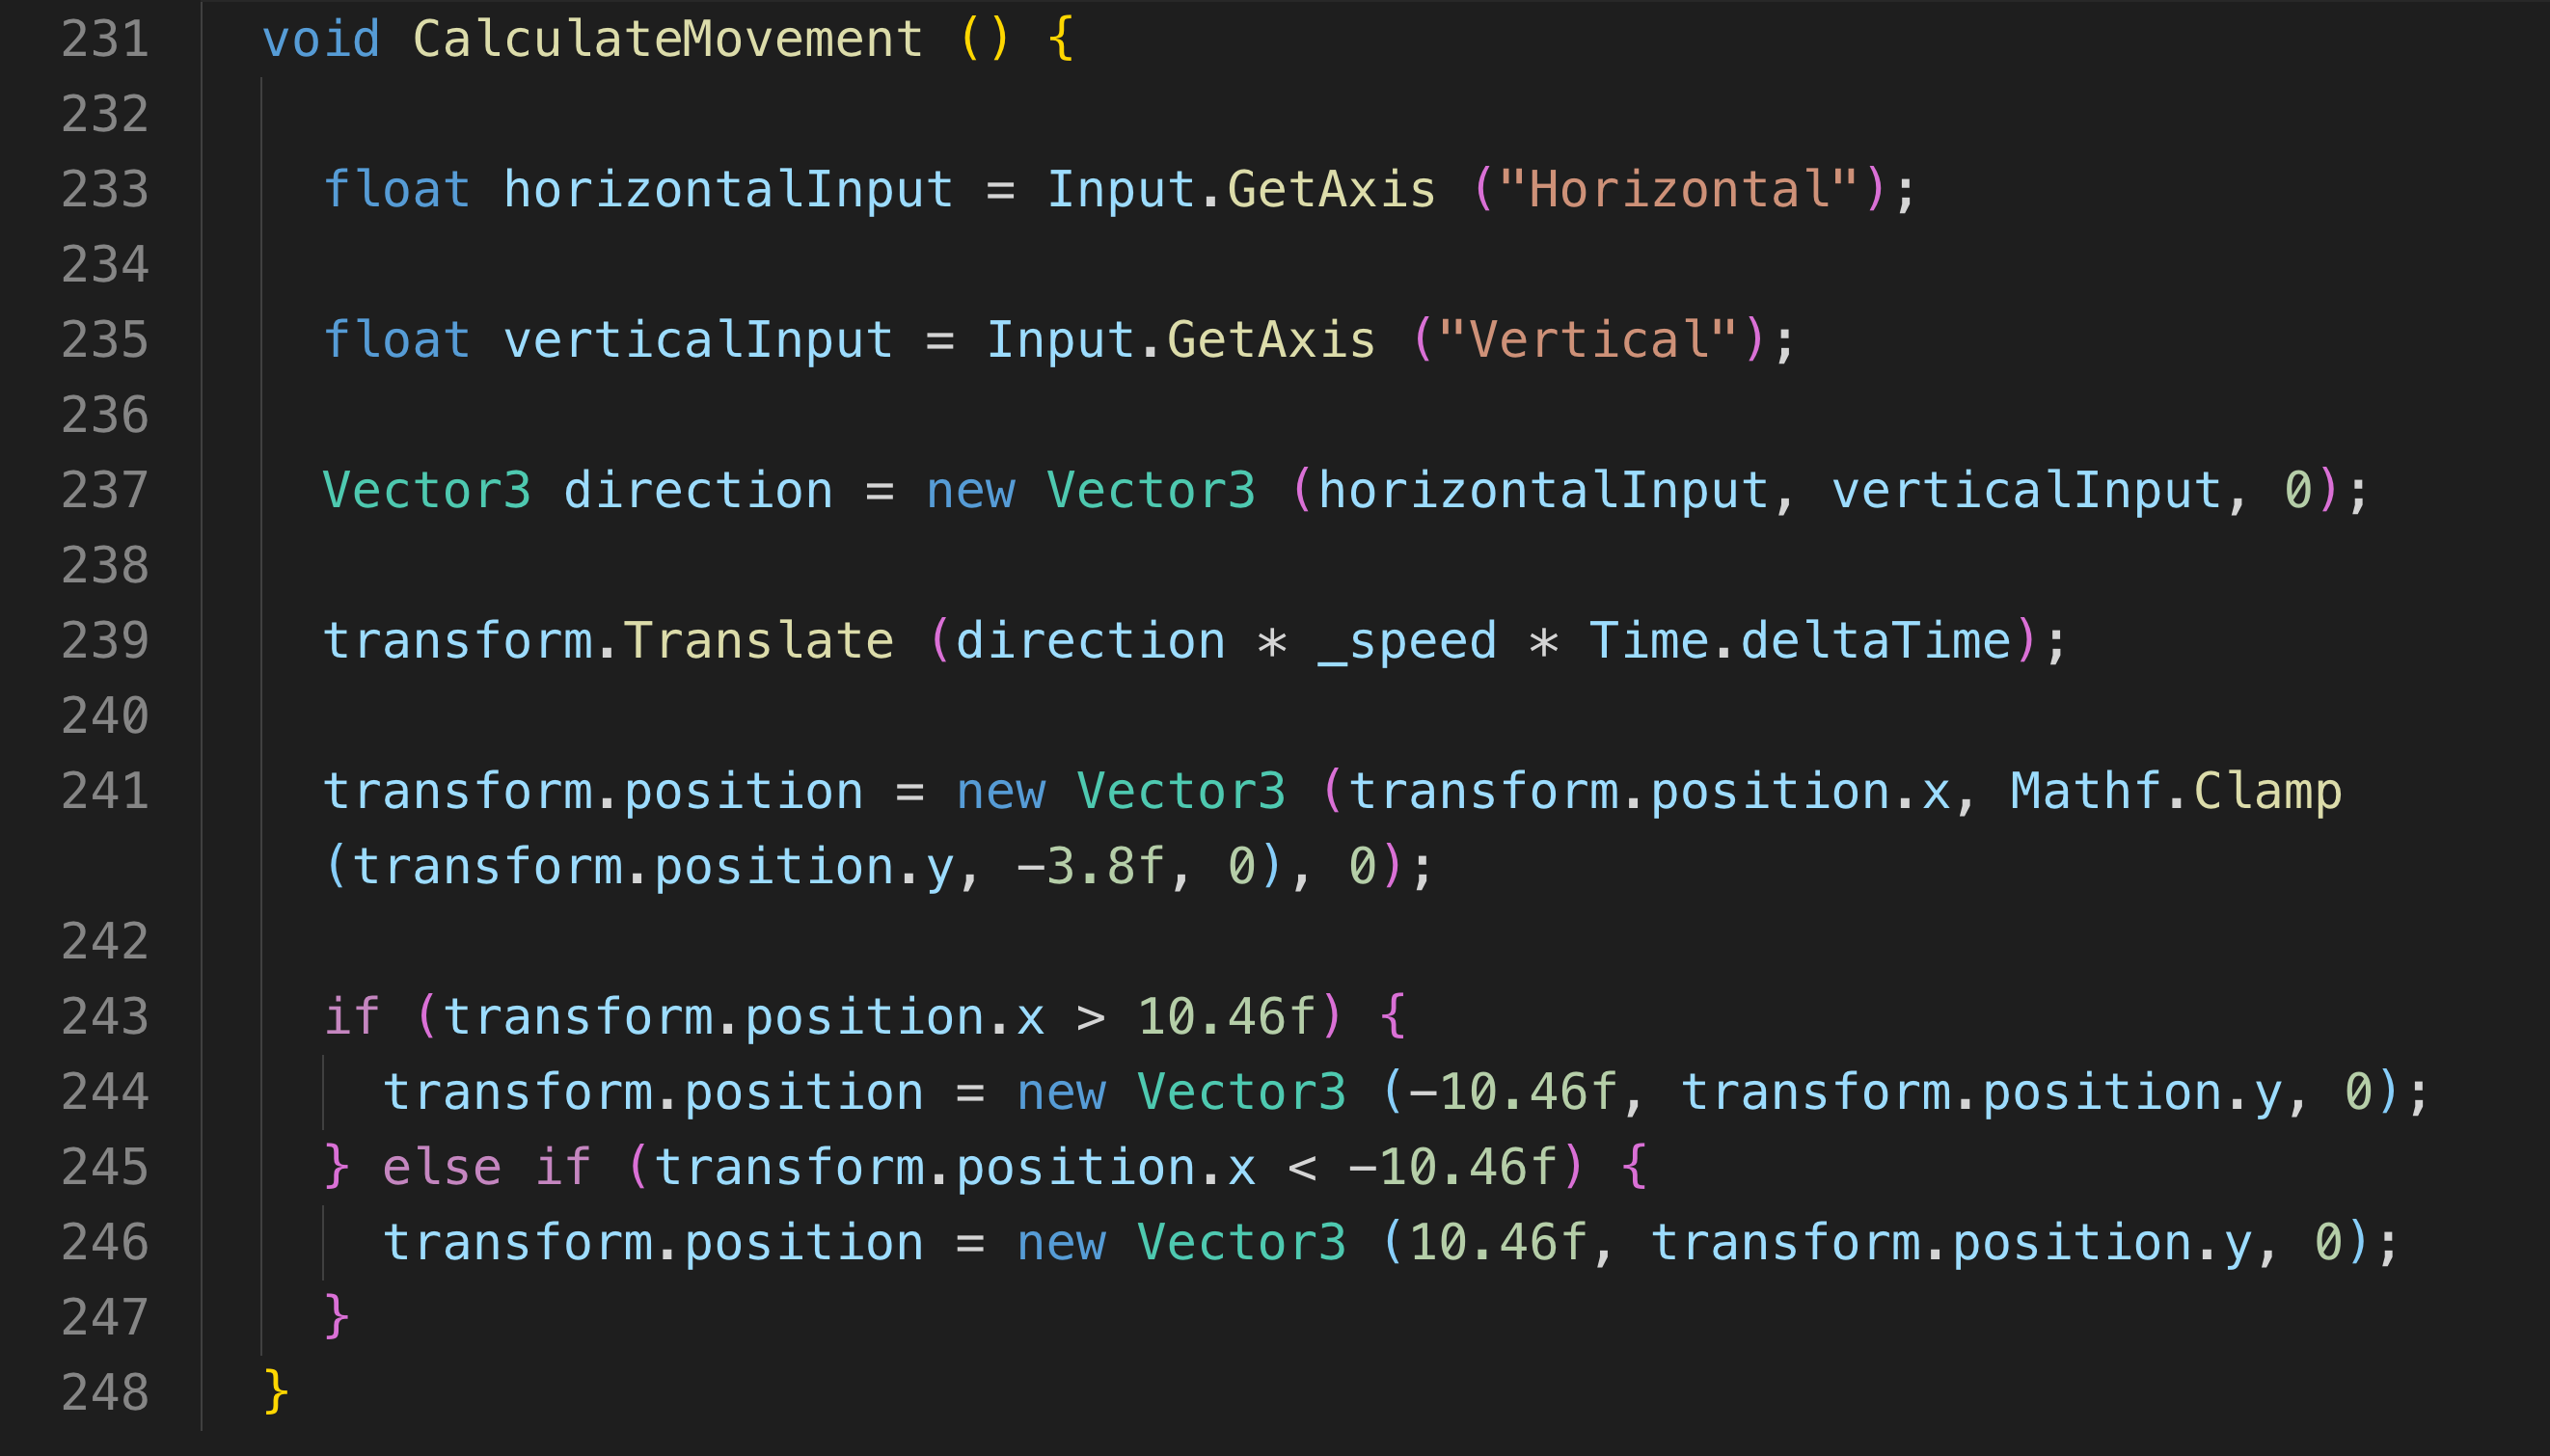 231 void CalculateMovement () {
232
233 float horizontalInput = Input.GetAxis ("Horizontal");
234
235 float verticalInput = Input.GetAxis ("Vertical");
236
237 Vector3 direction = new Vector3 (horizontalInput, verticalInput, 0);
238
239 transform.Translate (direction * _speed * Time.deltaTime);
240
241 transform.position = new Vector3 (transform.position.x, Mathf.Clamp
(transform.position.y, -3.8f, 0), 0);
242
243 if (transform.position.x > 10.46f) {
244 transform.position = new Vector3 (-10.46f, transform.position.y, 0);
245 } else if (transform.position.x < -10.46f) {
246 transform.position = new Vector3 (10.46f, transform.position.y, 0);
247 }
248 }